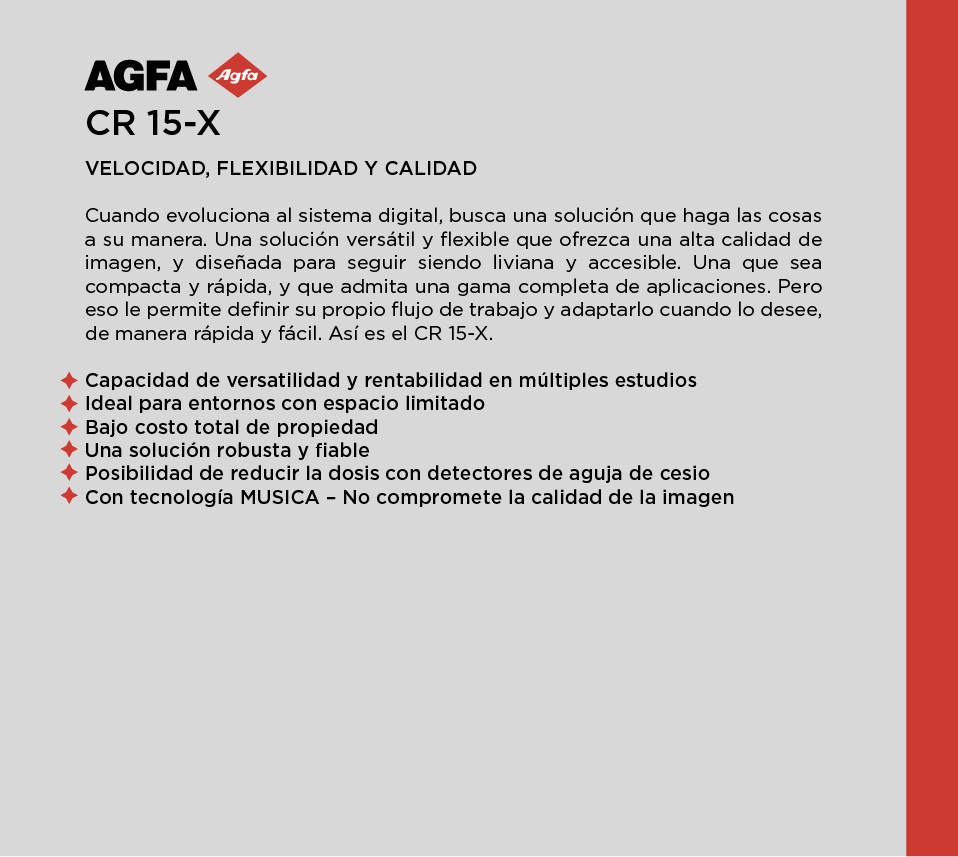 AGFA Agfa
CR 15-X
VELOCIDAD, FLEXIBILIDAD Y CALIDAD
Cuando evoluciona al sistema digital, busca una solución que haga las cosas
a su manera. Una solución versátil y flexible que ofrezca una alta calidad de
imagen, y diseñada para seguir siendo liviana y accesible. Una que sea
compacta y rápida, y que admita una gama completa de aplicaciones. Pero
eso le permite definir su propio flujo de trabajo y adaptarlo cuando lo desee,
de manera rápida y fácil. Así es el CR 15-X.
Capacidad de versatilidad y rentabilidad en múltiples estudios
Ideal para entornos con espacio limitado
Bajo costo total de propiedad
Una solución robusta y fiable
Posibilidad de reducir la dosis con detectores de aguja de cesio
Con tecnología MUSICA – No compromete la calidad de la imagen